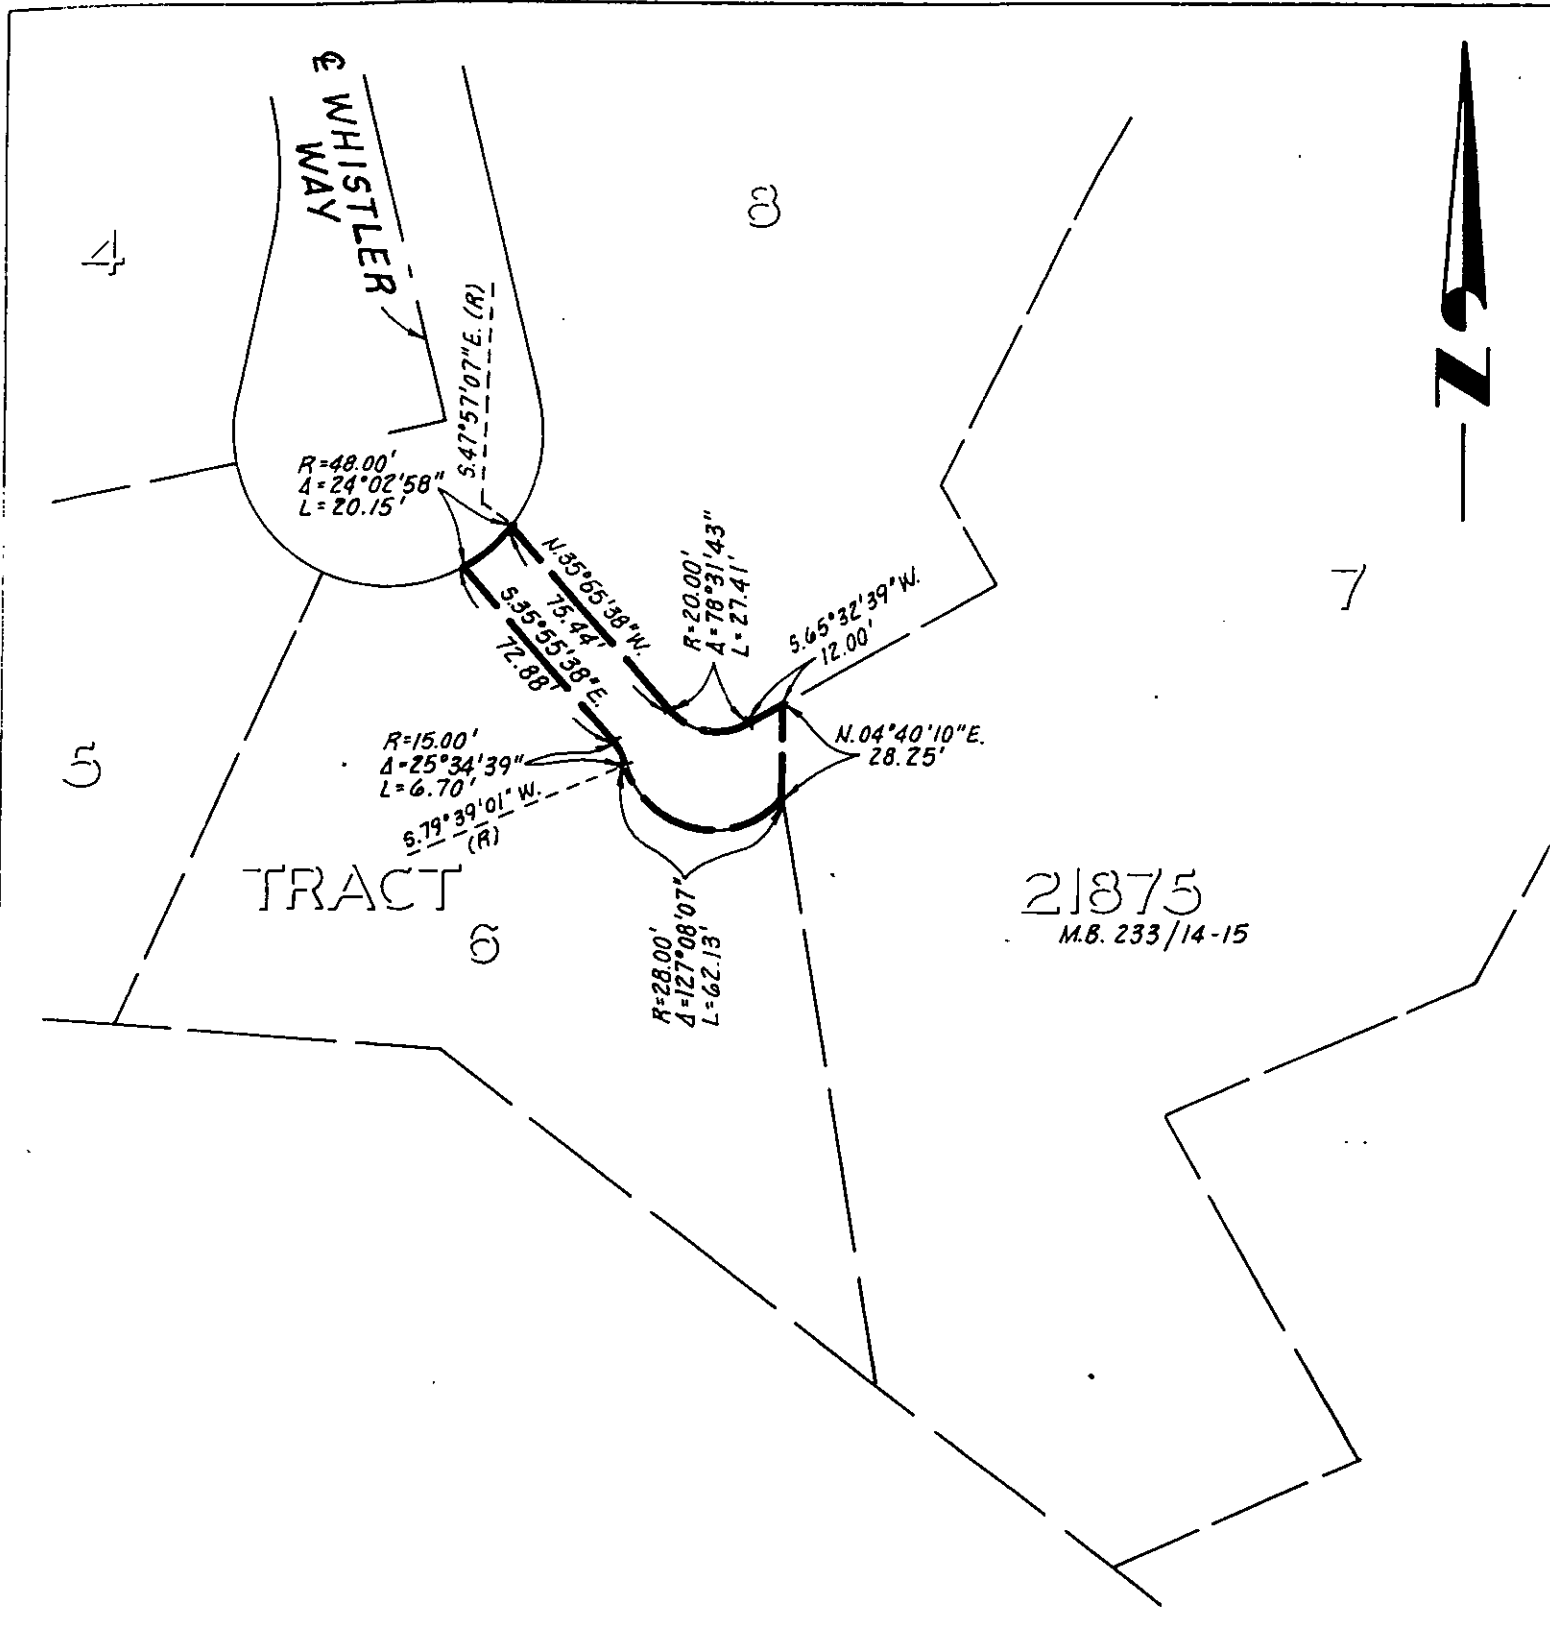 ℄ WHISTLER
WAY
8
4
S.47°57'07"E. (R)
R=48.00'
Δ=24°02'58"
L=20.15'
N
N.35°55'38"W.
75.44'
S.35°55'38"E.
72.88'
R=20.00'
Δ=78°31'43"
L=27.41'
S.65°32'39"W.
12.00'
7
R=15.00'
Δ=25°34'39"
L=6.70'
N.04°40'10"E.
28.25'
5
S.79°39'01"W.
(R)
TRACT
21875
M.B. 233/14-15
6
R=28.00'
Δ=127°08'07"
L=62.13'